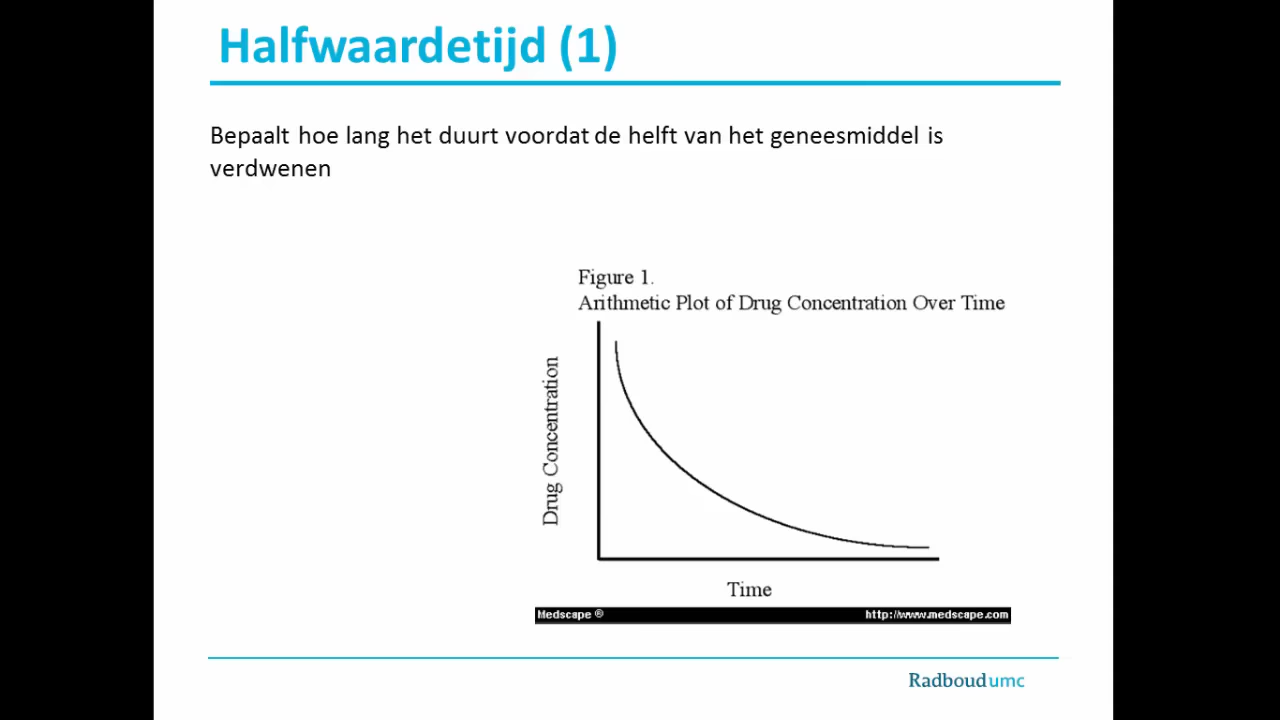 Halfwaardetijd (1)
Bepaalt hoe lang het duurt voordat de helft van het geneesmiddel is
verdwenen
Figure 1.
Arithmetic Plot of Drug Concentration Over Time
Drug Concentration
Time
Medscape ® http://www.medscape.com
Radboudumc